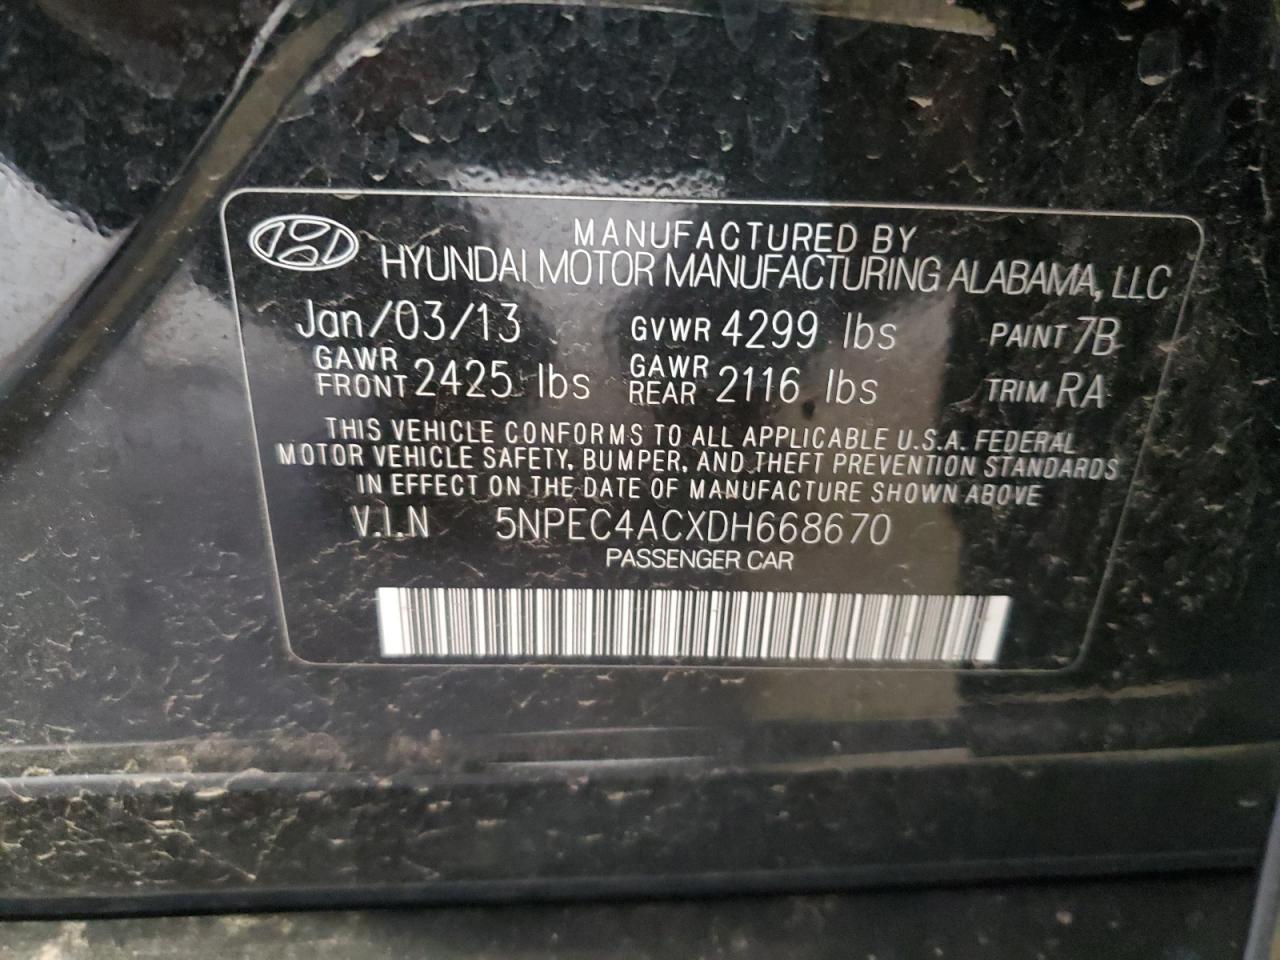 MANUFACTURED BY
HYUNDAI MOTOR MANUFACTURING ALABAMA, LLC
Jan/03/13 GVWR 4299 lbs PAINT 7B
GAWR FRONT 2425 lbs GAWR REAR 2116 lbs TRIM RA
THIS VEHICLE CONFORMS TO ALL APPLICABLE U.S.A. FEDERAL
MOTOR VEHICLE SAFETY, BUMPER, AND THEFT PREVENTION STANDARDS
IN EFFECT ON THE DATE OF MANUFACTURE SHOWN ABOVE
V.I.N 5NPEC4ACXDH668670
PASSENGER CAR